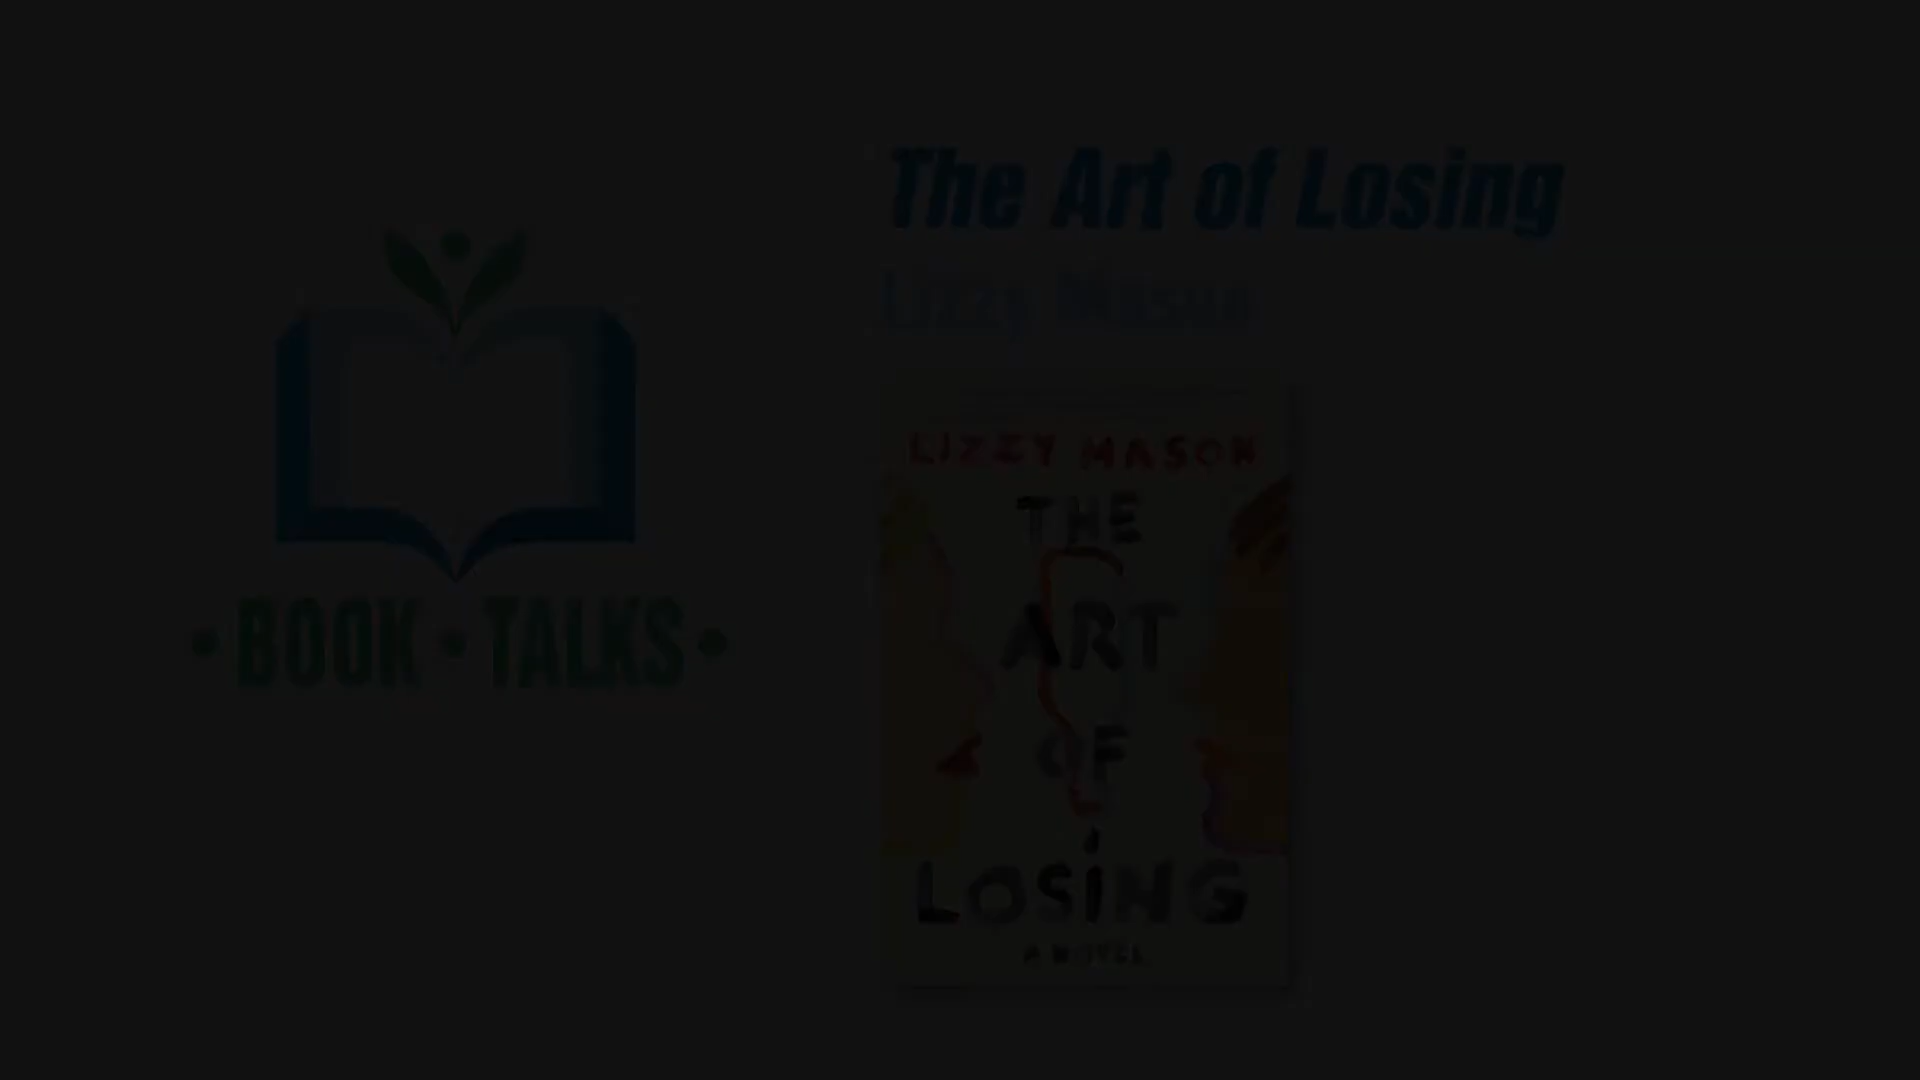 The Art of Losing
Lizzy Mason
• BOOK • TALKS •
LIZZY MASON
THE
ART
OF
LOSING
A NOVEL